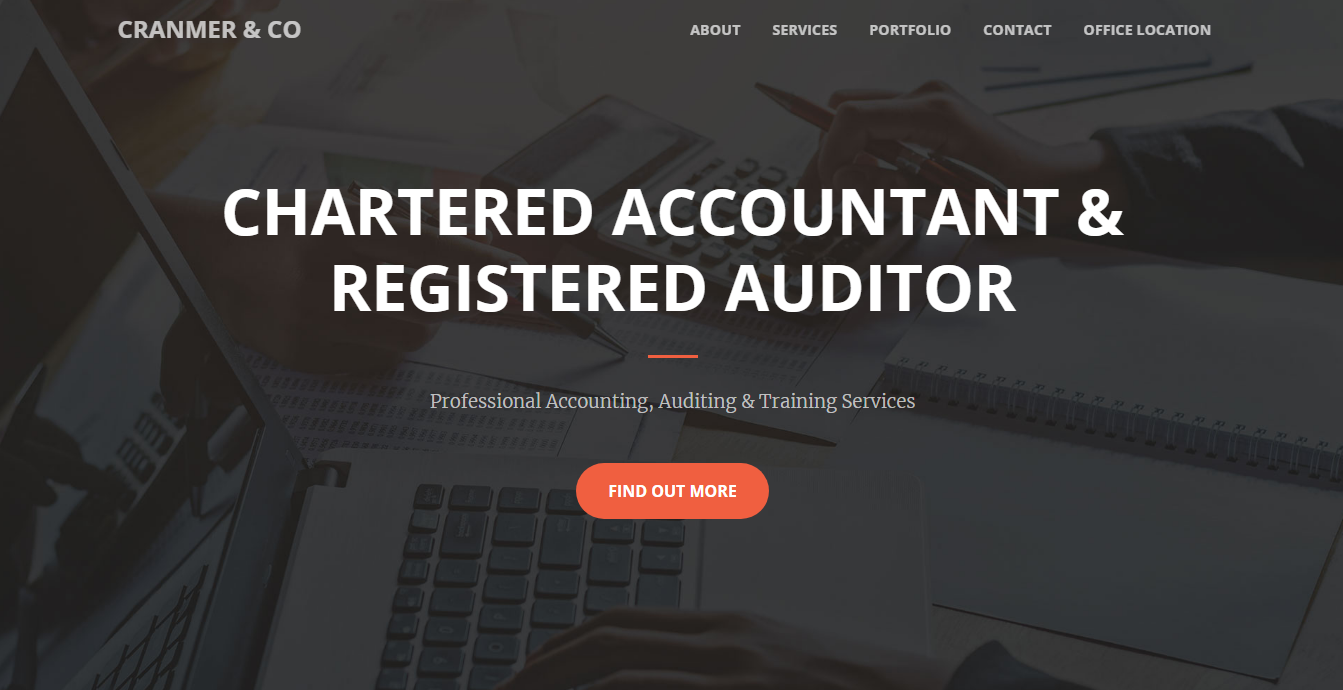 CRANMER & CO
ABOUT SERVICES PORTFOLIO CONTACT OFFICE LOCATION
CHARTERED ACCOUNTANT &
REGISTERED AUDITOR
Professional Accounting, Auditing & Training Services
FIND OUT MORE